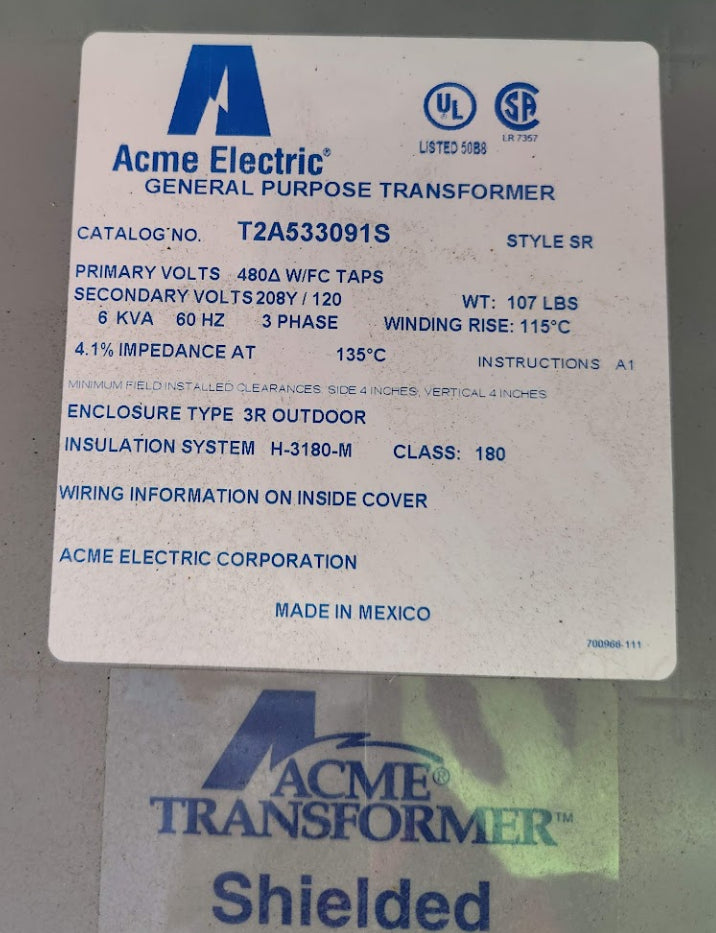 UL
SA
LISTED 50B8
LR 7357
Acme Electric®
GENERAL PURPOSE TRANSFORMER
CATALOG NO. T2A533091S STYLE SR
PRIMARY VOLTS 480Δ W/FC TAPS
SECONDARY VOLTS 208Y / 120 WT: 107 LBS
6 KVA 60 HZ 3 PHASE WINDING RISE: 115°C
4.1% IMPEDANCE AT 135°C INSTRUCTIONS A1
MINIMUM FIELD INSTALLED CLEARANCES, SIDE 4 INCHES, VERTICAL 4 INCHES
ENCLOSURE TYPE 3R OUTDOOR
INSULATION SYSTEM H-3180-M CLASS: 180
WIRING INFORMATION ON INSIDE COVER
ACME ELECTRIC CORPORATION
MADE IN MEXICO
700966-111
ACME®
TRANSFORMER™
Shielded